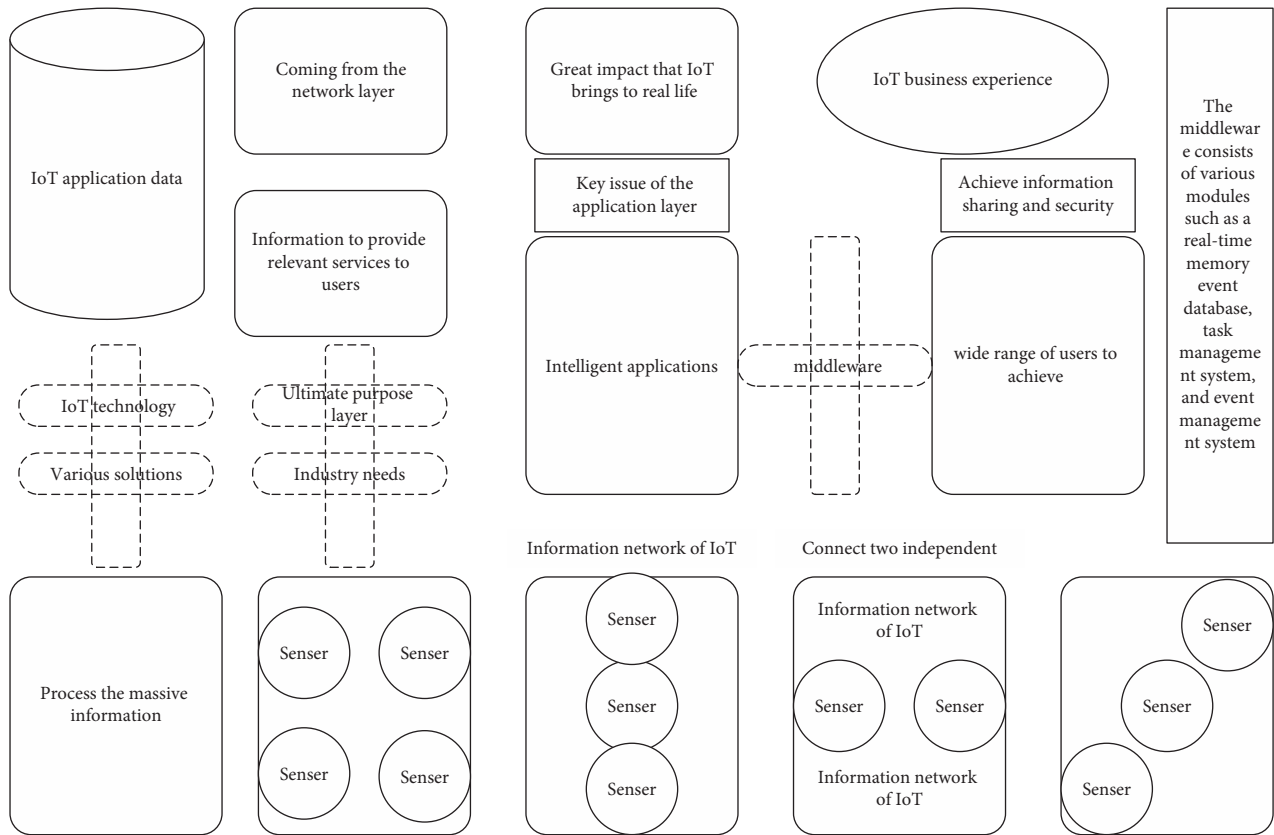 IoT application data
Coming from the
network layer
Information to provide
relevant services to
users
Great impact that IoT
brings to real life
Key issue of the
application layer
IoT business experience
Achieve information
sharing and security
The
middlewar
e consists
of various
modules
such as a
real-time
memory
event
database,
task
manageme
nt system,
and event
manageme
nt system
IoT technology
Various solutions
Ultimate purpose
layer
Industry needs
Intelligent applications
middleware
wide range of users to
achieve
Process the massive
information
Senser
Senser
Senser
Senser
Information network of IoT
Senser
Senser
Senser
Connect two independent
Information network
of IoT
Senser
Senser
Information network
of IoT
Senser
Senser
Senser